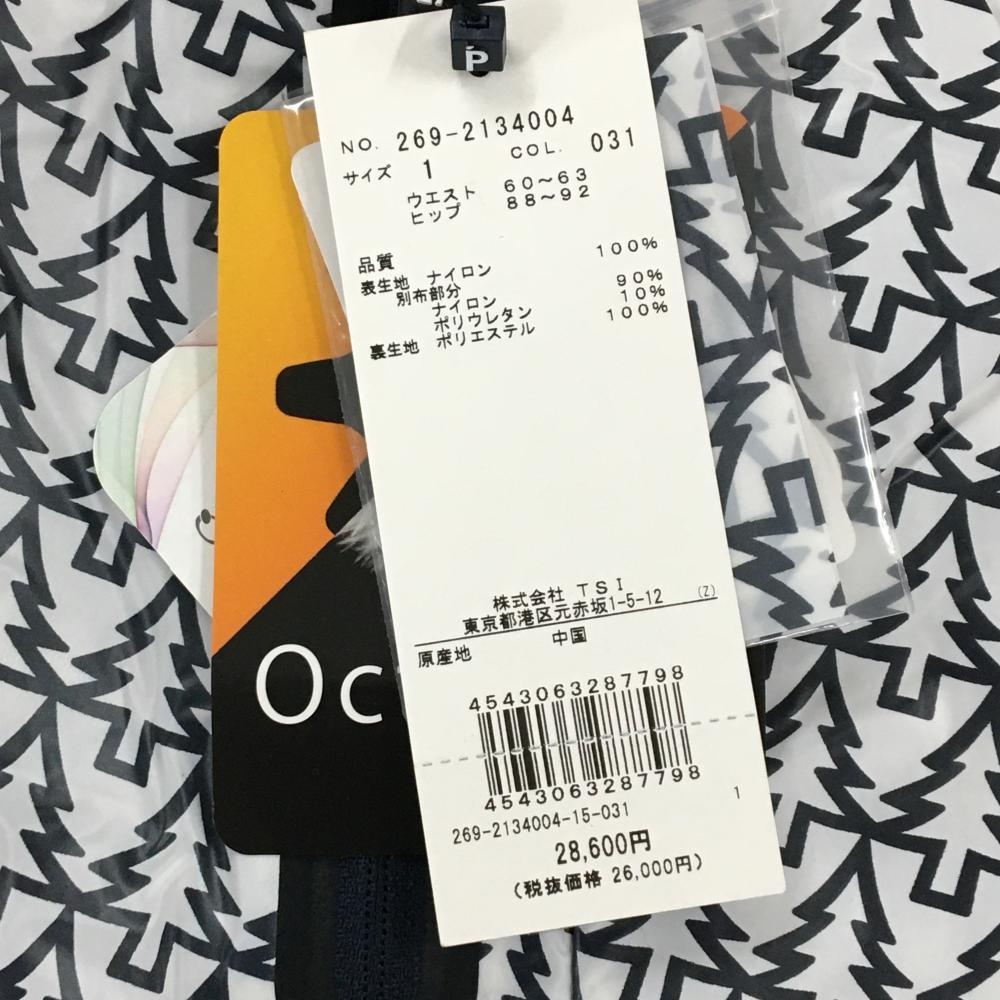 P
NO. 269-2134004
サイズ 1 COL. 031
ウエスト 60〜63
ヒップ 88〜92
品質
表生地 ナイロン 100%
別布部分
ナイロン 90%
ポリウレタン 10%
裏生地 ポリエステル 100%
株式会社 TSI
東京都港区元赤坂1-5-12 (Z)
原産地 中国
4543063287798
4543063287798
269-2134004-15-031 1
28,600円
(税抜価格 26,000円)
Oc